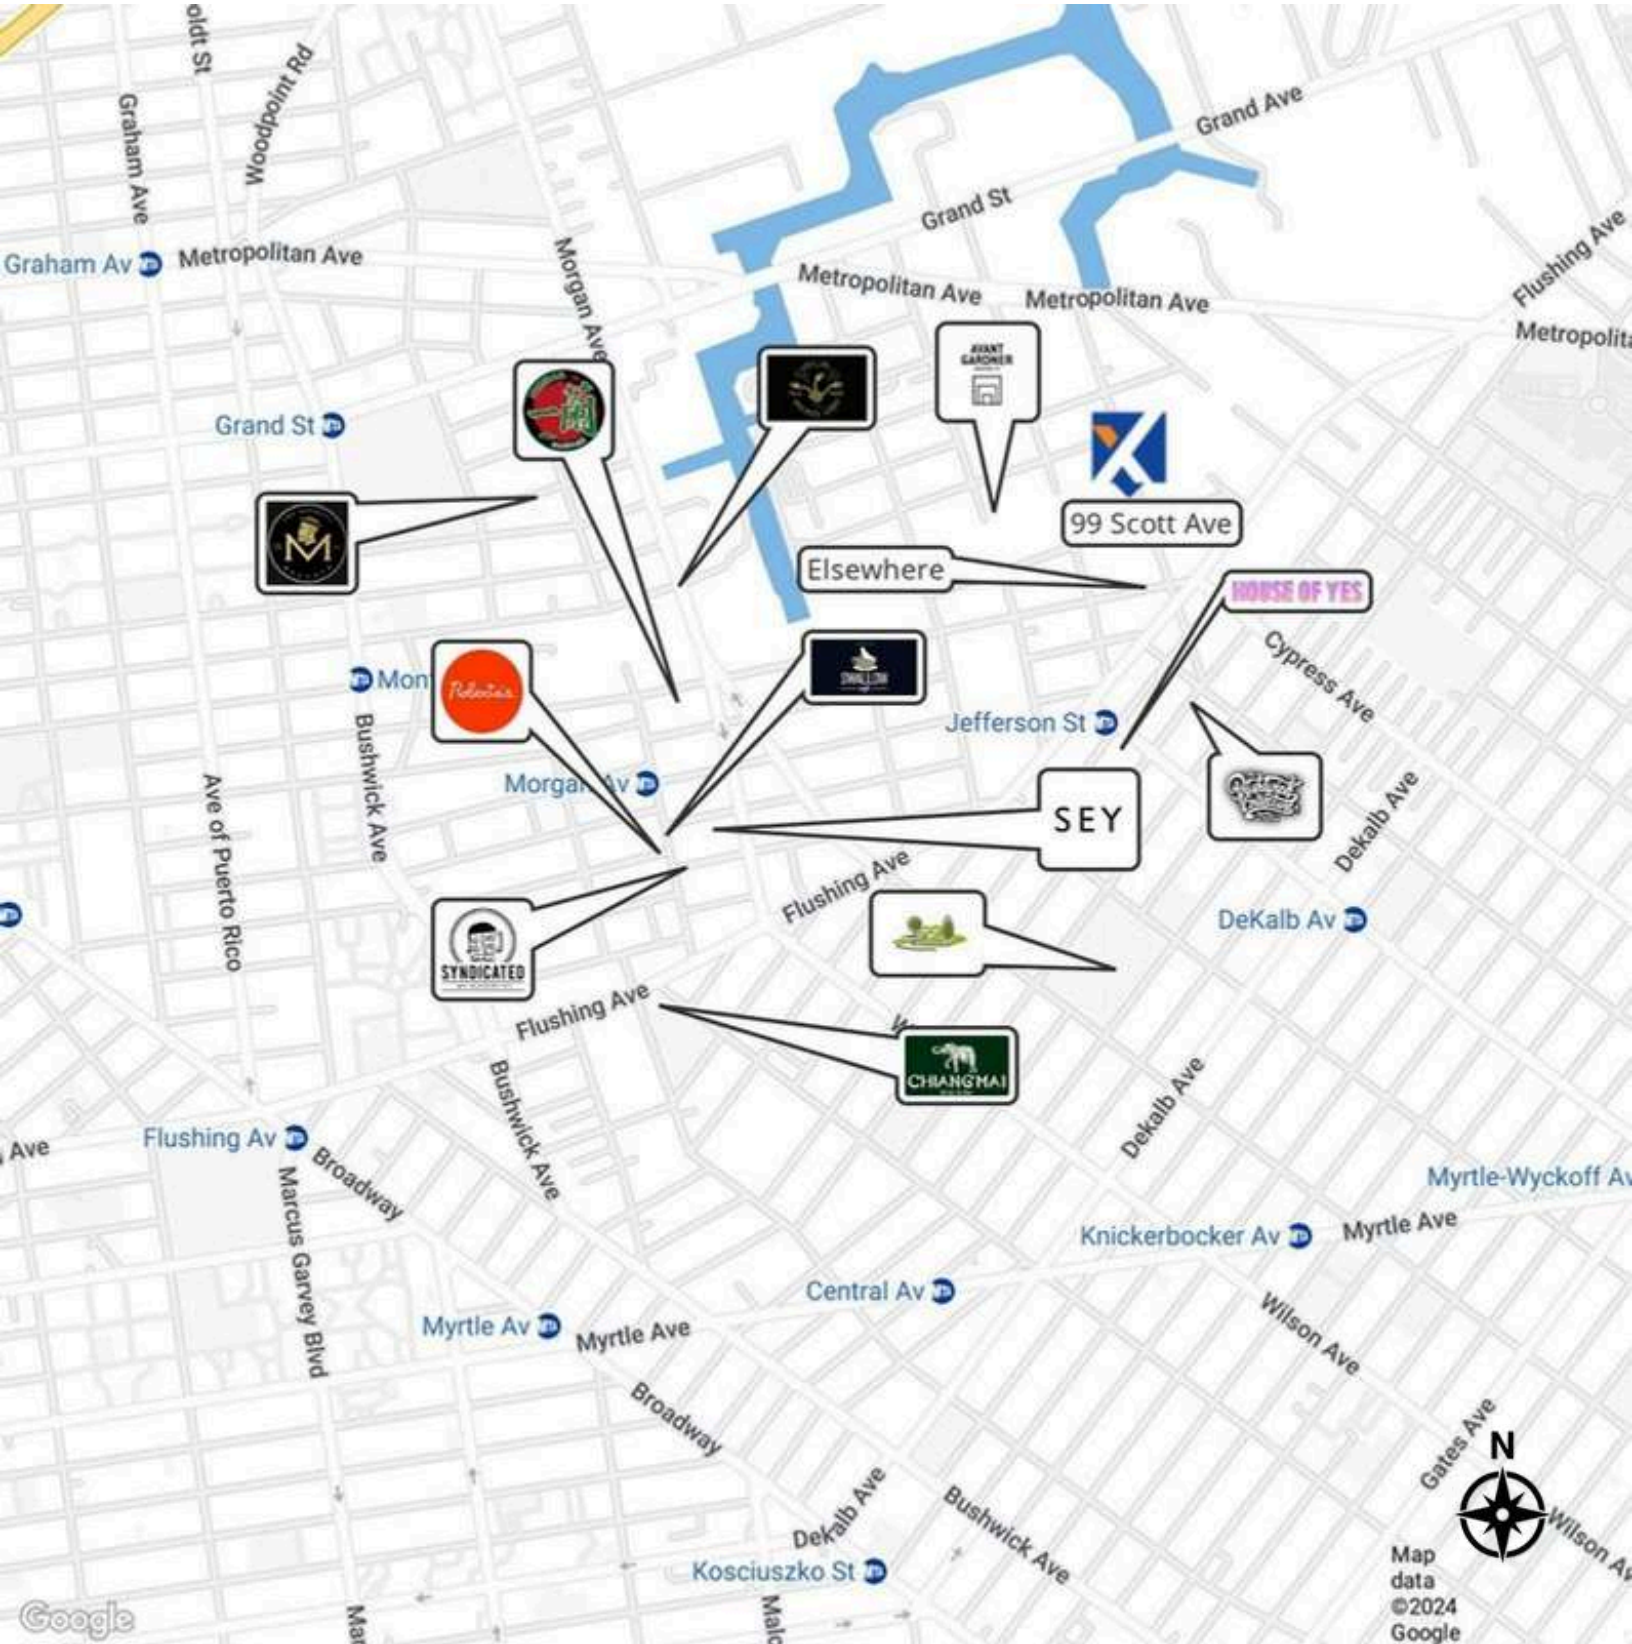 oldt St
Woodpoint Rd
Graham Ave
Grand Ave
Grand St
Flushing Ave
Graham Av
Metropolitan Ave
Morgan Ave
Metropolitan Ave
Metropolitan Ave
Metropolita
AVANT
GARDNER
Grand St
99 Scott Ave
M
Elsewhere
HOUSE OF YES
Cypress Ave
Mon
Roberta's
SWALLOW
Jefferson St
Bushwick Ave
Morgan Av
Ave of Puerto Rico
SEY
Dekalb Ave
Flushing Ave
DeKalb Av
SYNDICATED
Flushing Ave
W
CHIANG MAI
Bushwick Ave
Dekalb Ave
Flushing Av
Ave
Broadway
Marcus Garvey Blvd
Myrtle-Wyckoff Av
Knickerbocker Av
Myrtle Ave
Central Av
Myrtle Av
Myrtle Ave
Wilson Ave
Broadway
Gates Ave
N
Dekalb Ave
Bushwick Ave
Wilson Av
Kosciuszko St
Map
data
©2024
Google
Google
Mar
Malc